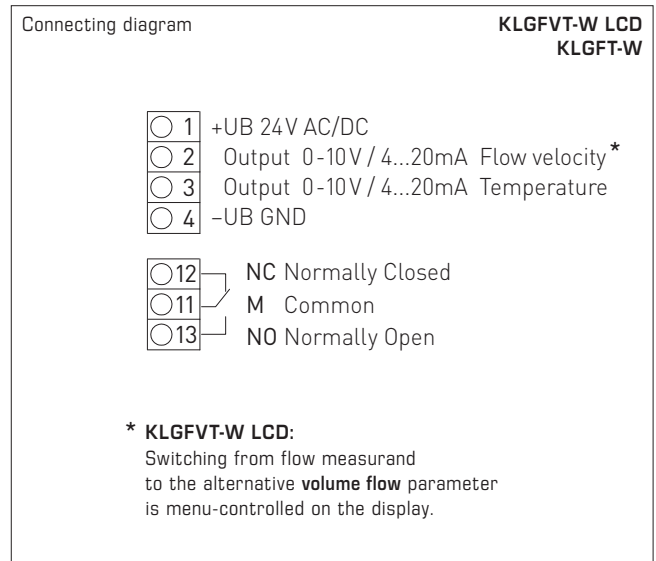 Connecting diagram KLGFVT-W LCD
KLGFT-W
1 +UB 24V AC/DC
2 Output 0-10V / 4...20mA Flow velocity*
3 Output 0-10V / 4...20mA Temperature
4 –UB GND
12 NC Normally Closed
11 M Common
13 NO Normally Open
* KLGFVT-W LCD:
Switching from flow measurand
to the alternative volume flow parameter
is menu-controlled on the display.